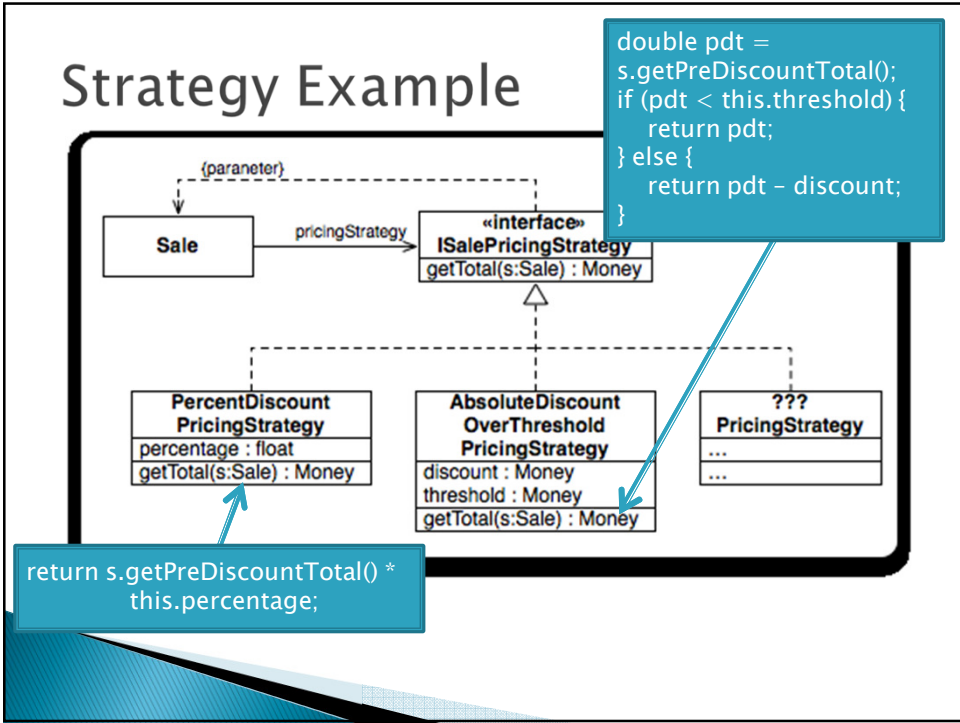 Strategy Example
double pdt =
s.getPreDiscountTotal();
if (pdt < this.threshold) {
return pdt;
} else {
return pdt – discount;
}
{paraneter}
Sale
pricingStrategy
«interface»
ISalePricingStrategy
getTotal(s:Sale) : Money
PercentDiscount
PricingStrategy
percentage : float
getTotal(s:Sale) : Money
AbsoluteDiscount
OverThreshold
PricingStrategy
discount : Money
threshold : Money
getTotal(s:Sale) : Money
???
PricingStrategy
...
...
return s.getPreDiscountTotal() *
this.percentage;